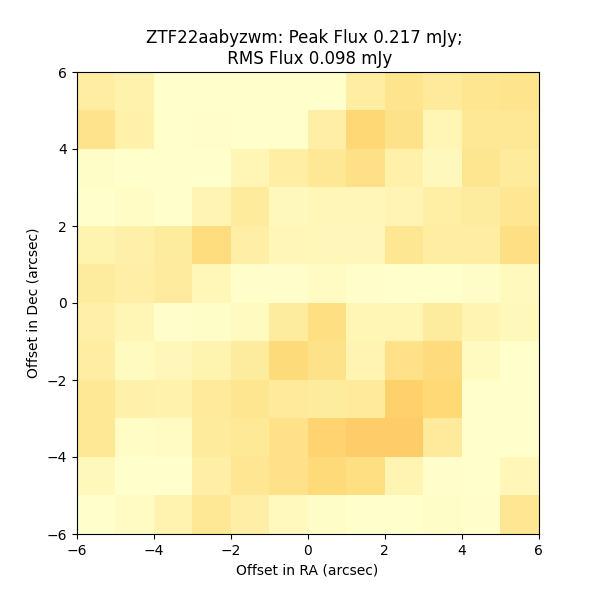 ZTF22aabyzwm: Peak Flux 0.217 mJy;
RMS Flux 0.098 mJy
6
4
2
0
−2
−4
−6
Offset in Dec (arcsec)
−6 −4 −2 0 2 4 6
Offset in RA (arcsec)